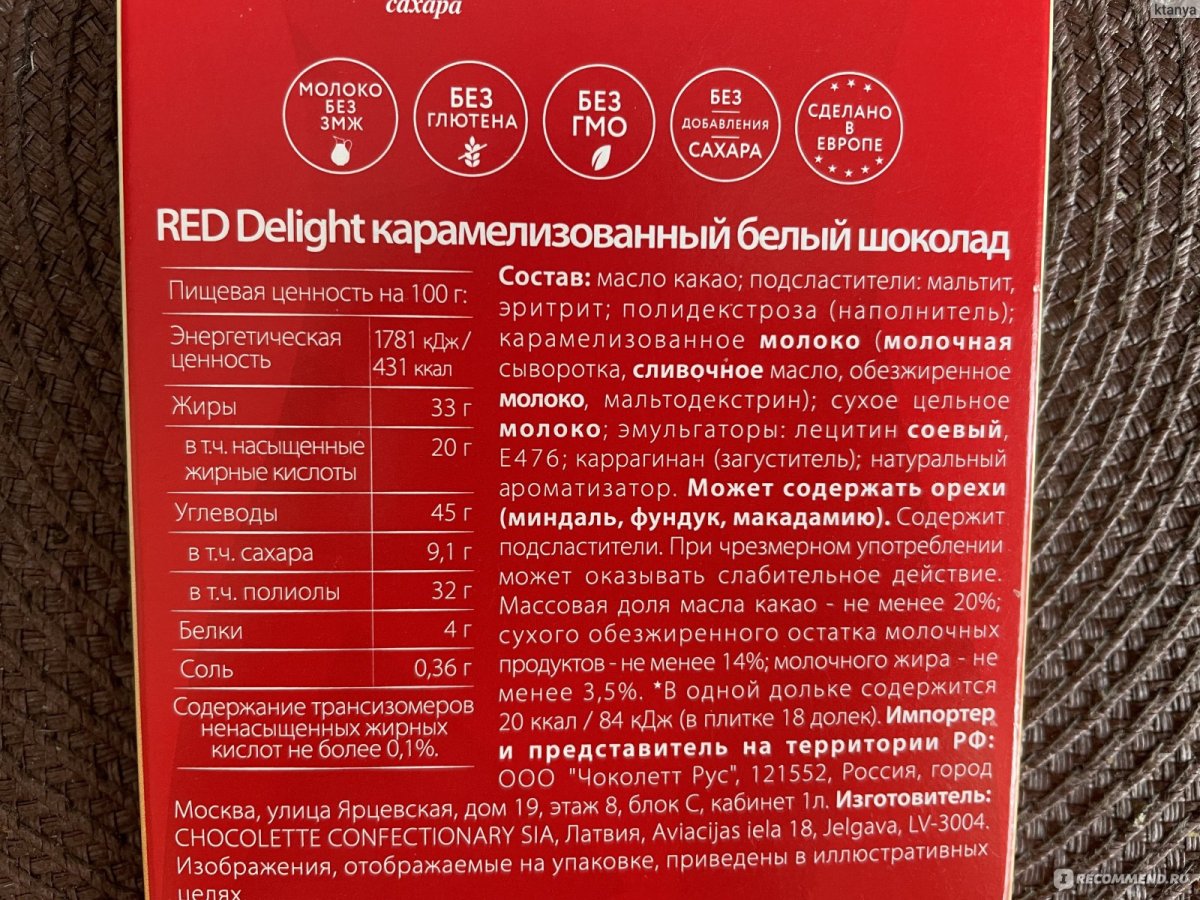 сахара
ktanya
МОЛОКО
БЕЗ
ЗМЖ
БЕЗ
ГЛЮТЕНА
БЕЗ
ГМО
БЕЗ
ДОБАВЛЕНИЯ
САХАРА
СДЕЛАНО
В
ЕВРОПЕ
RED Delight карамелизованный белый шоколад
Пищевая ценность на 100 г:
Энергетическая ценность 1781 кДж / 431 ккал
Жиры 33 г
в т.ч. насыщенные жирные кислоты 20 г
Углеводы 45 г
в т.ч. сахара 9,1 г
в т.ч. полиолы 32 г
Белки 4 г
Соль 0,36 г
Содержание трансизомеров
ненасыщенных жирных
кислот не более 0,1%.
Состав: масло какао; подсластители: мальтит,
эритрит; полидекстроза (наполнитель);
карамелизованное молоко (молочная
сыворотка, сливочное масло, обезжиренное
молоко, мальтодекстрин); сухое цельное
молоко; эмульгаторы: лецитин соевый,
Е476; каррагинан (загуститель); натуральный
ароматизатор. Может содержать орехи
(миндаль, фундук, макадамию). Содержит
подсластители. При чрезмерном употреблении
может оказывать слабительное действие.
Массовая доля масла какао - не менее 20%;
сухого обезжиренного остатка молочных
продуктов - не менее 14%; молочного жира - не
менее 3,5%. *В одной дольке содержится
20 ккал / 84 кДж (в плитке 18 долек). Импортер
и представитель на территории РФ:
ООО "Чоколетт Рус", 121552, Россия, город
Москва, улица Ярцевская, дом 19, этаж 8, блок С, кабинет 1л. Изготовитель:
CHOCOLETTE CONFECTIONARY SIA, Латвия, Aviacijas iela 18, Jelgava, LV-3004.
Изображения, отображаемые на упаковке, приведены в иллюстративных
целях.
RECOMMEND.RU